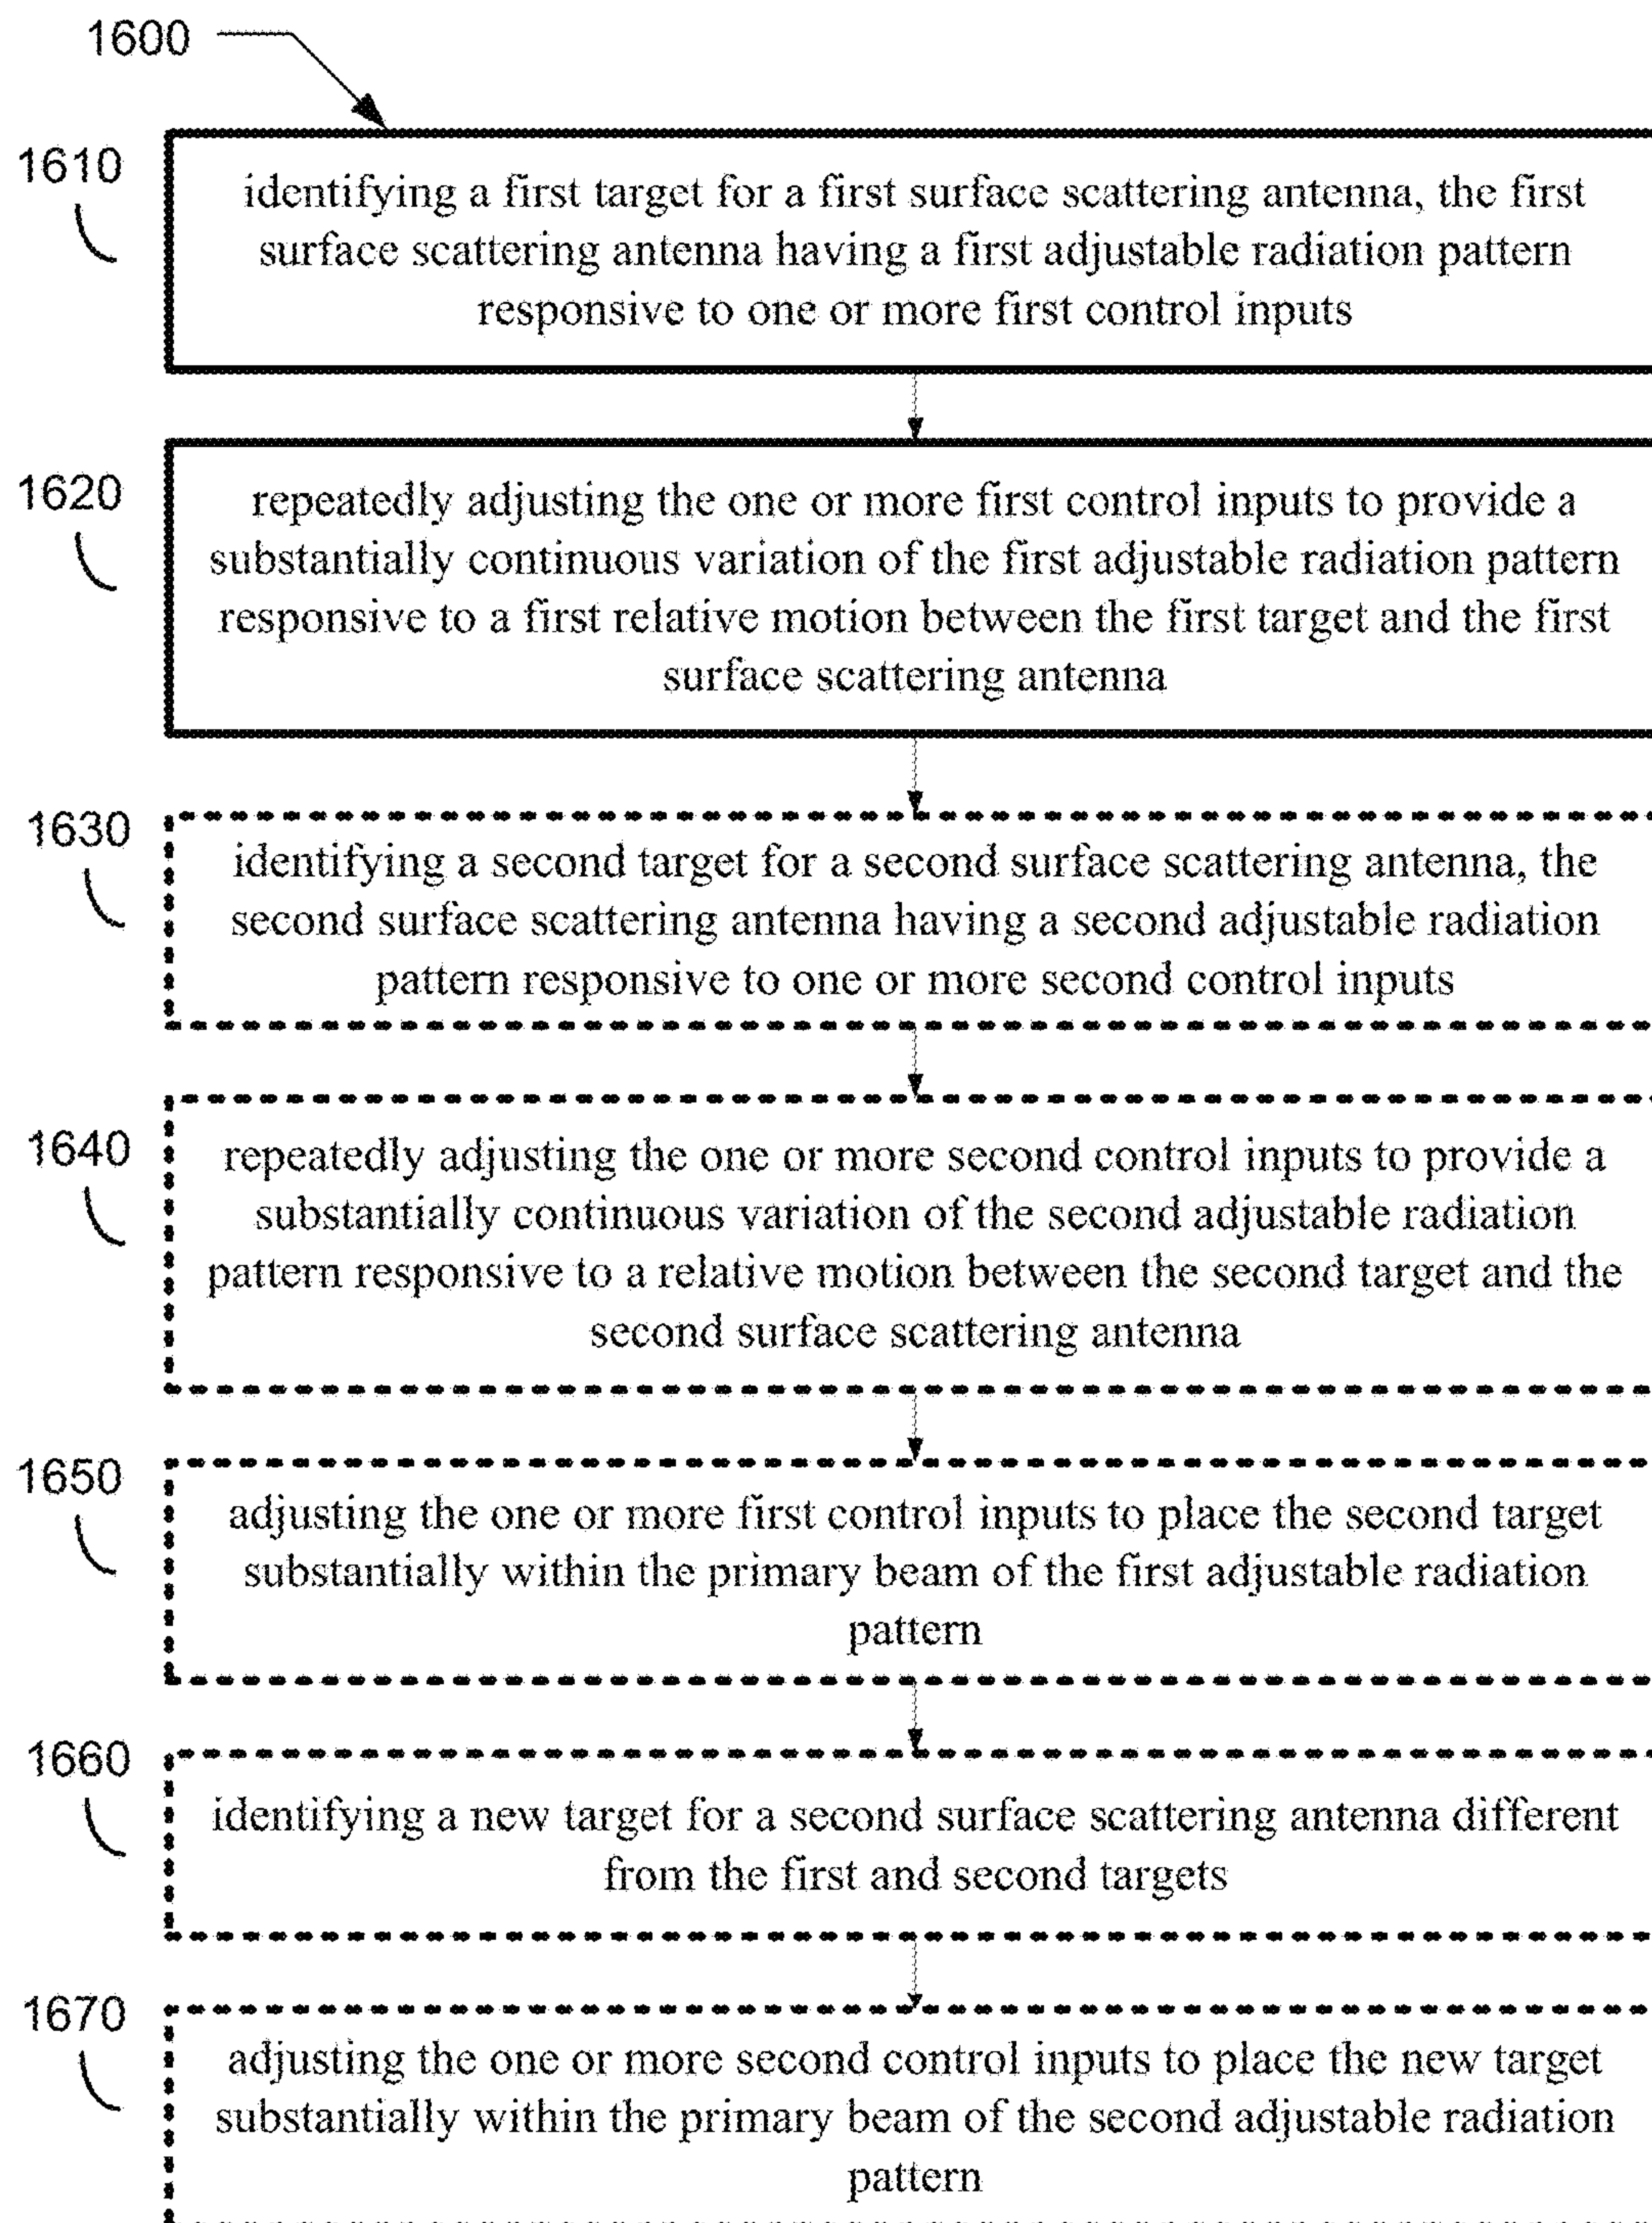 1600
1610
identifying a first target for a first surface scattering antenna, the first
surface scattering antenna having a first adjustable radiation pattern
responsive to one or more first control inputs
1620
repeatedly adjusting the one or more first control inputs to provide a
substantially continuous variation of the first adjustable radiation pattern
responsive to a first relative motion between the first target and the first
surface scattering antenna
1630
identifying a second target for a second surface scattering antenna, the
second surface scattering antenna having a second adjustable radiation
pattern responsive to one or more second control inputs
1640
repeatedly adjusting the one or more second control inputs to provide a
substantially continuous variation of the second adjustable radiation
pattern responsive to a relative motion between the second target and the
second surface scattering antenna
1650
adjusting the one or more first control inputs to place the second target
substantially within the primary beam of the first adjustable radiation
pattern
1660
identifying a new target for a second surface scattering antenna different
from the first and second targets
1670
adjusting the one or more second control inputs to place the new target
substantially within the primary beam of the second adjustable radiation
pattern